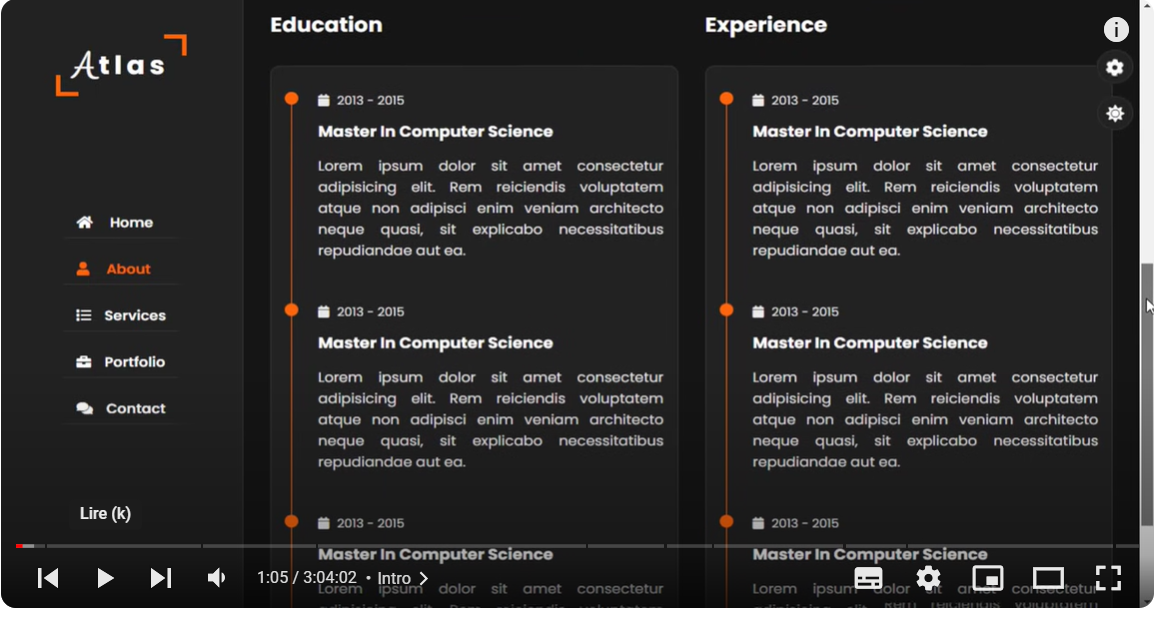 Atlas
Home
About
Services
Portfolio
Contact
Education
2013 - 2015
Master In Computer Science
Lorem ipsum dolor sit amet consectetur
adipisicing elit. Rem reiciendis voluptatem
atque non adipisci enim veniam architecto
neque quasi, sit explicabo necessitatibus
repudiandae aut ea.
2013 - 2015
Master In Computer Science
Lorem ipsum dolor sit amet consectetur
adipisicing elit. Rem reiciendis voluptatem
atque non adipisci enim veniam architecto
neque quasi, sit explicabo necessitatibus
repudiandae aut ea.
2013 - 2015
Master In Computer Science
Lorem ipsum dolor sit amet consectetur
Experience
2013 - 2015
Master In Computer Science
Lorem ipsum dolor sit amet consectetur
adipisicing elit. Rem reiciendis voluptatem
atque non adipisci enim veniam architecto
neque quasi, sit explicabo necessitatibus
repudiandae aut ea.
2013 - 2015
Master In Computer Science
Lorem ipsum dolor sit amet consectetur
adipisicing elit. Rem reiciendis voluptatem
atque non adipisci enim veniam architecto
neque quasi, sit explicabo necessitatibus
repudiandae aut ea.
2013 - 2015
Master In Computer Science
Lorem ipsum dolor sit amet consectetur
Lire (k)
1:05 / 3:04:02 • Intro